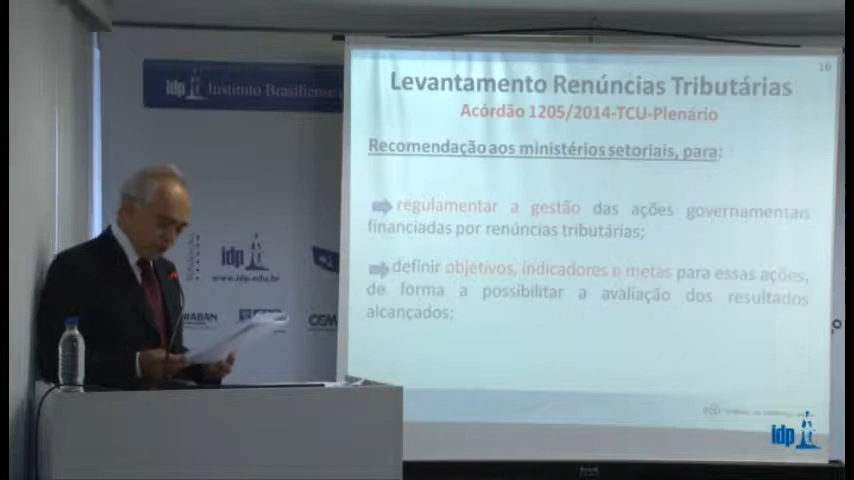 16
Levantamento Renúncias Tributárias
Acórdão 1205/2014-TCU-Plenário
Recomendação aos ministérios setoriais, para:
regulamentar a gestão das ações governamentais
financiadas por renúncias tributárias;
definir objetivos, indicadores e metas para essas ações,
de forma a possibilitar a avaliação dos resultados
alcançados;
idp Instituto Brasiliense
idp
www.idp.edu.br
idp